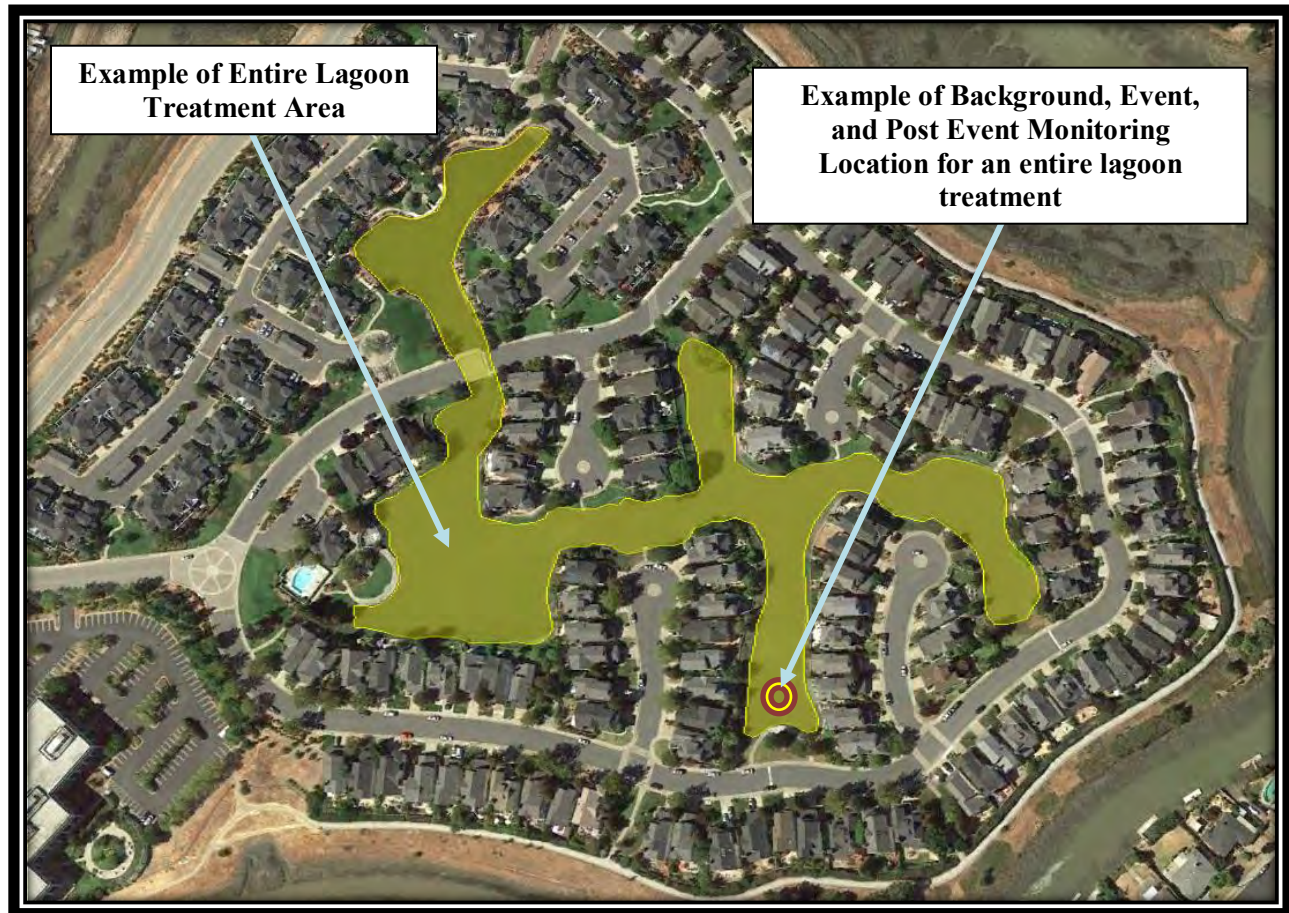 Example of Entire Lagoon
Treatment Area
Example of Background, Event,
and Post Event Monitoring
Location for an entire lagoon
treatment